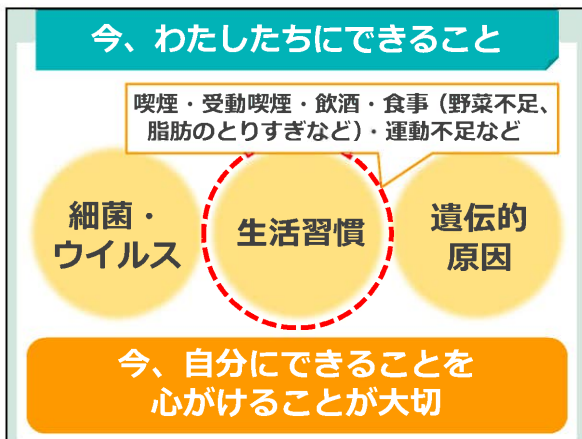 今、わたしたちにできること
喫煙・受動喫煙・飲酒・食事（野菜不足、
脂肪のとりすぎなど）・運動不足など
細菌・
ウイルス
生活習慣
遺伝的
原因
今、自分にできることを
心がけることが大切